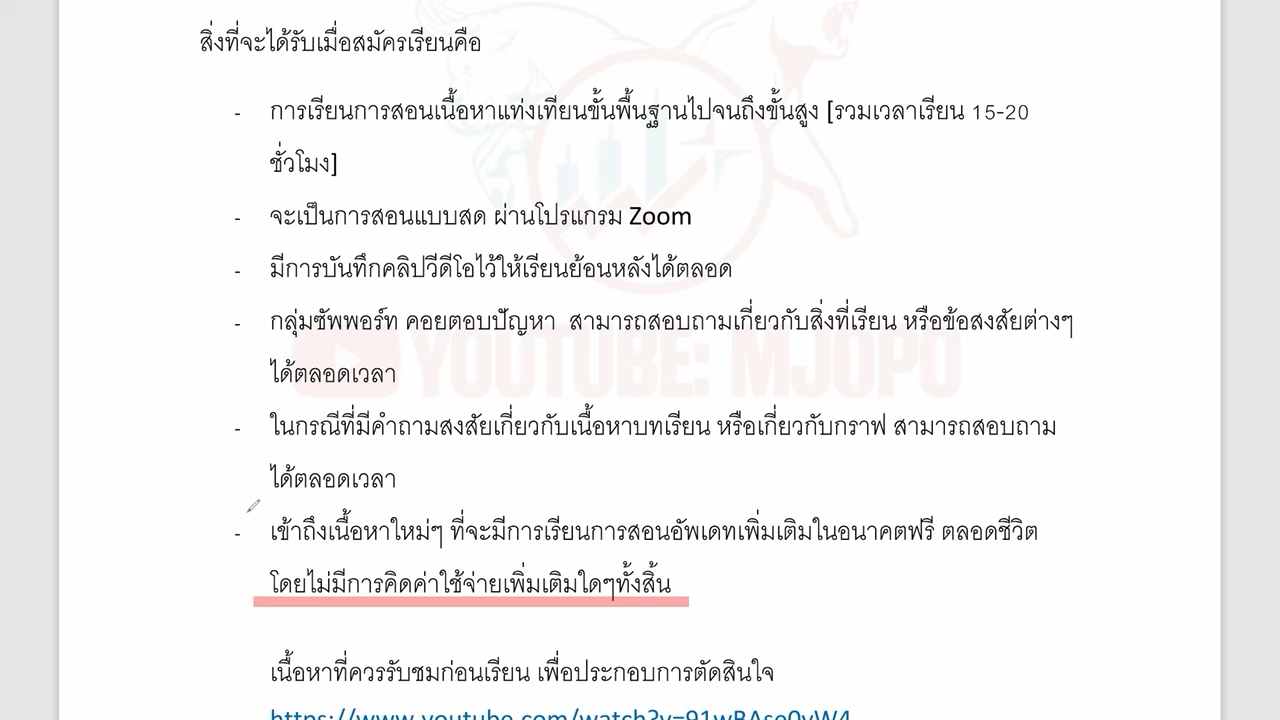 สิ่งที่จะได้รับเมื่อสมัครเรียนคือ
- การเรียนการสอนเนื้อหาแท่งเทียนขั้นพื้นฐานไปจนถึงขั้นสูง [รวมเวลาเรียน 15-20
ชั่วโมง]
- จะเป็นการสอนแบบสด ผ่านโปรแกรม Zoom
- มีการบันทึกคลิปวีดีโอไว้ให้เรียนย้อนหลังได้ตลอด
- กลุ่มซัพพอร์ท คอยตอบปัญหา สามารถสอบถามเกี่ยวกับสิ่งที่เรียน หรือข้อสงสัยต่างๆ
YOUTUBE: MJOPO
ได้ตลอดเวลา
- ในกรณีที่มีคำถามสงสัยเกี่ยวกับเนื้อหาบทเรียน หรือเกี่ยวกับกราฟ สามารถสอบถาม
ได้ตลอดเวลา
- เข้าถึงเนื้อหาใหม่ๆ ที่จะมีการเรียนการสอนอัพเดทเพิ่มเติมในอนาคตฟรี ตลอดชีวิต
โดยไม่มีการคิดค่าใช้จ่ายเพิ่มเติมใดๆทั้งสิ้น
เนื้อหาที่ควรรับชมก่อนเรียน เพื่อประกอบการตัดสินใจ